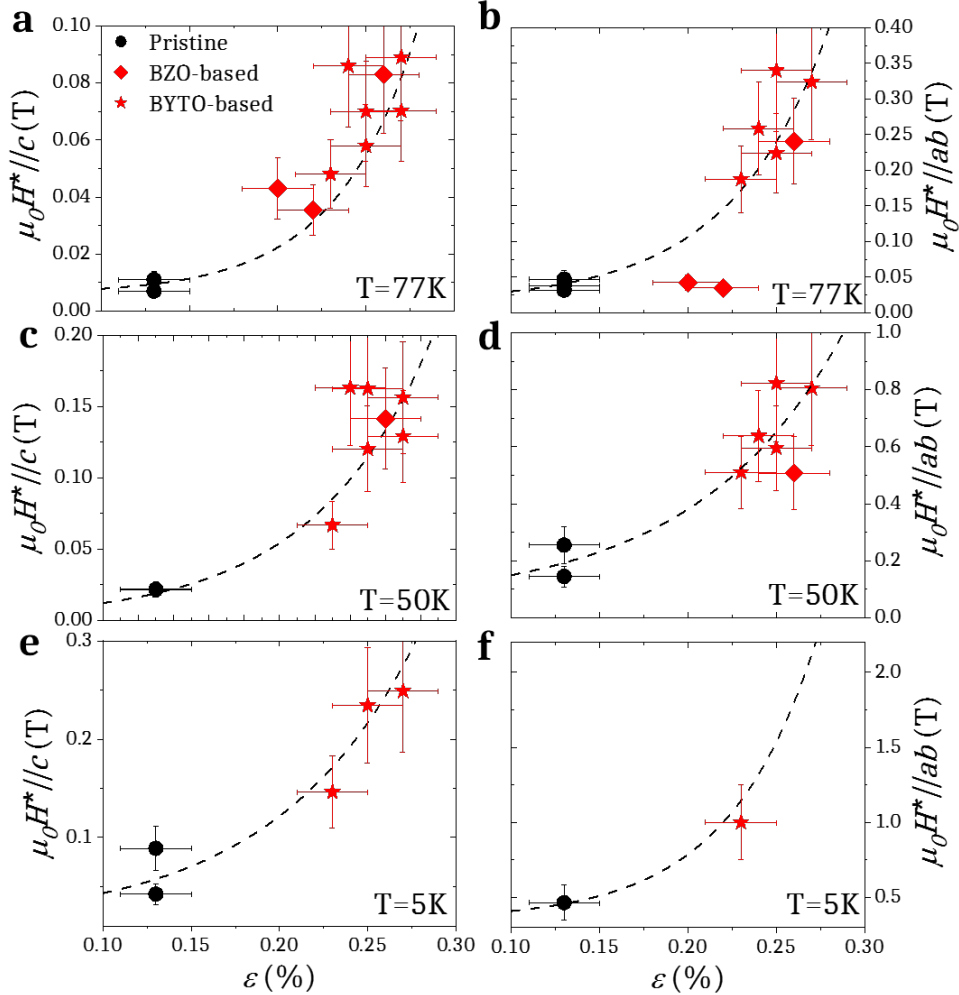 a
0.10
0.08
0.06
0.04
0.02
0.00
μ0H*//c (T)
Pristine
BZO-based
BYTO-based
T=77K
b
0.40
0.35
0.30
0.25
0.20
0.15
0.10
0.05
0.00
μ0H*//ab (T)
T=77K
c
0.20
0.15
0.10
0.05
0.00
μ0H*//c (T)
T=50K
d
1.0
0.8
0.6
0.4
0.2
0.0
μ0H*//ab (T)
T=50K
e
0.3
0.2
0.1
μ0H*//c (T)
T=5K
0.10 0.15 0.20 0.25 0.30
ε (%)
f
2.0
1.5
1.0
0.5
μ0H*//ab (T)
T=5K
0.10 0.15 0.20 0.25 0.30
ε (%)